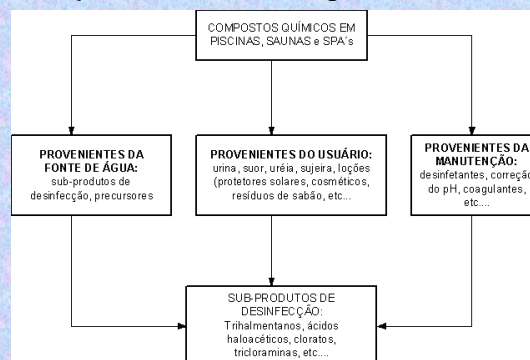 COMPOSTOS QUÍMICOS EM
PISCINAS, SAUNAS e SPA´s
PROVENIENTES DA
FONTE DE ÁGUA:
sub-produtos de
desinfecção, precursores
PROVENIENTES DO USUÁRIO:
urina, suor, uréia, sujeira, loções
(protetores solares, cosméticos,
resíduos de sabão, etc...
PROVENIENTES DA
MANUTENÇÃO:
desinfetantes, correção
do pH, coagulantes,
etc....
SUB-PRODUTOS DE
DESINFECÇÃO:
Trihalmentanos, ácidos
haloacéticos, cloratos,
tricloraminas, etc....